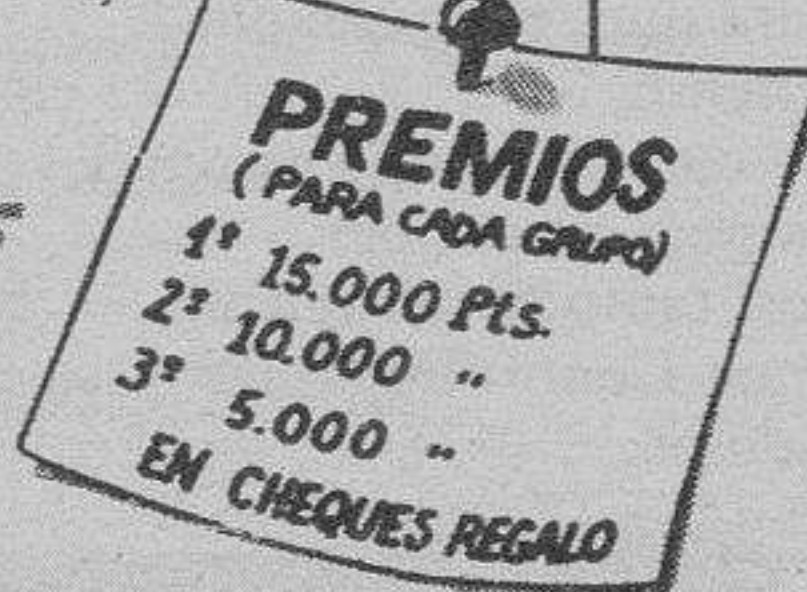 PREMIOS
(PARA CADA GRUPO)
1º 15.000 Pts.
2º 10.000 "
3º 5.000 "
EN CHEQUES REGALO